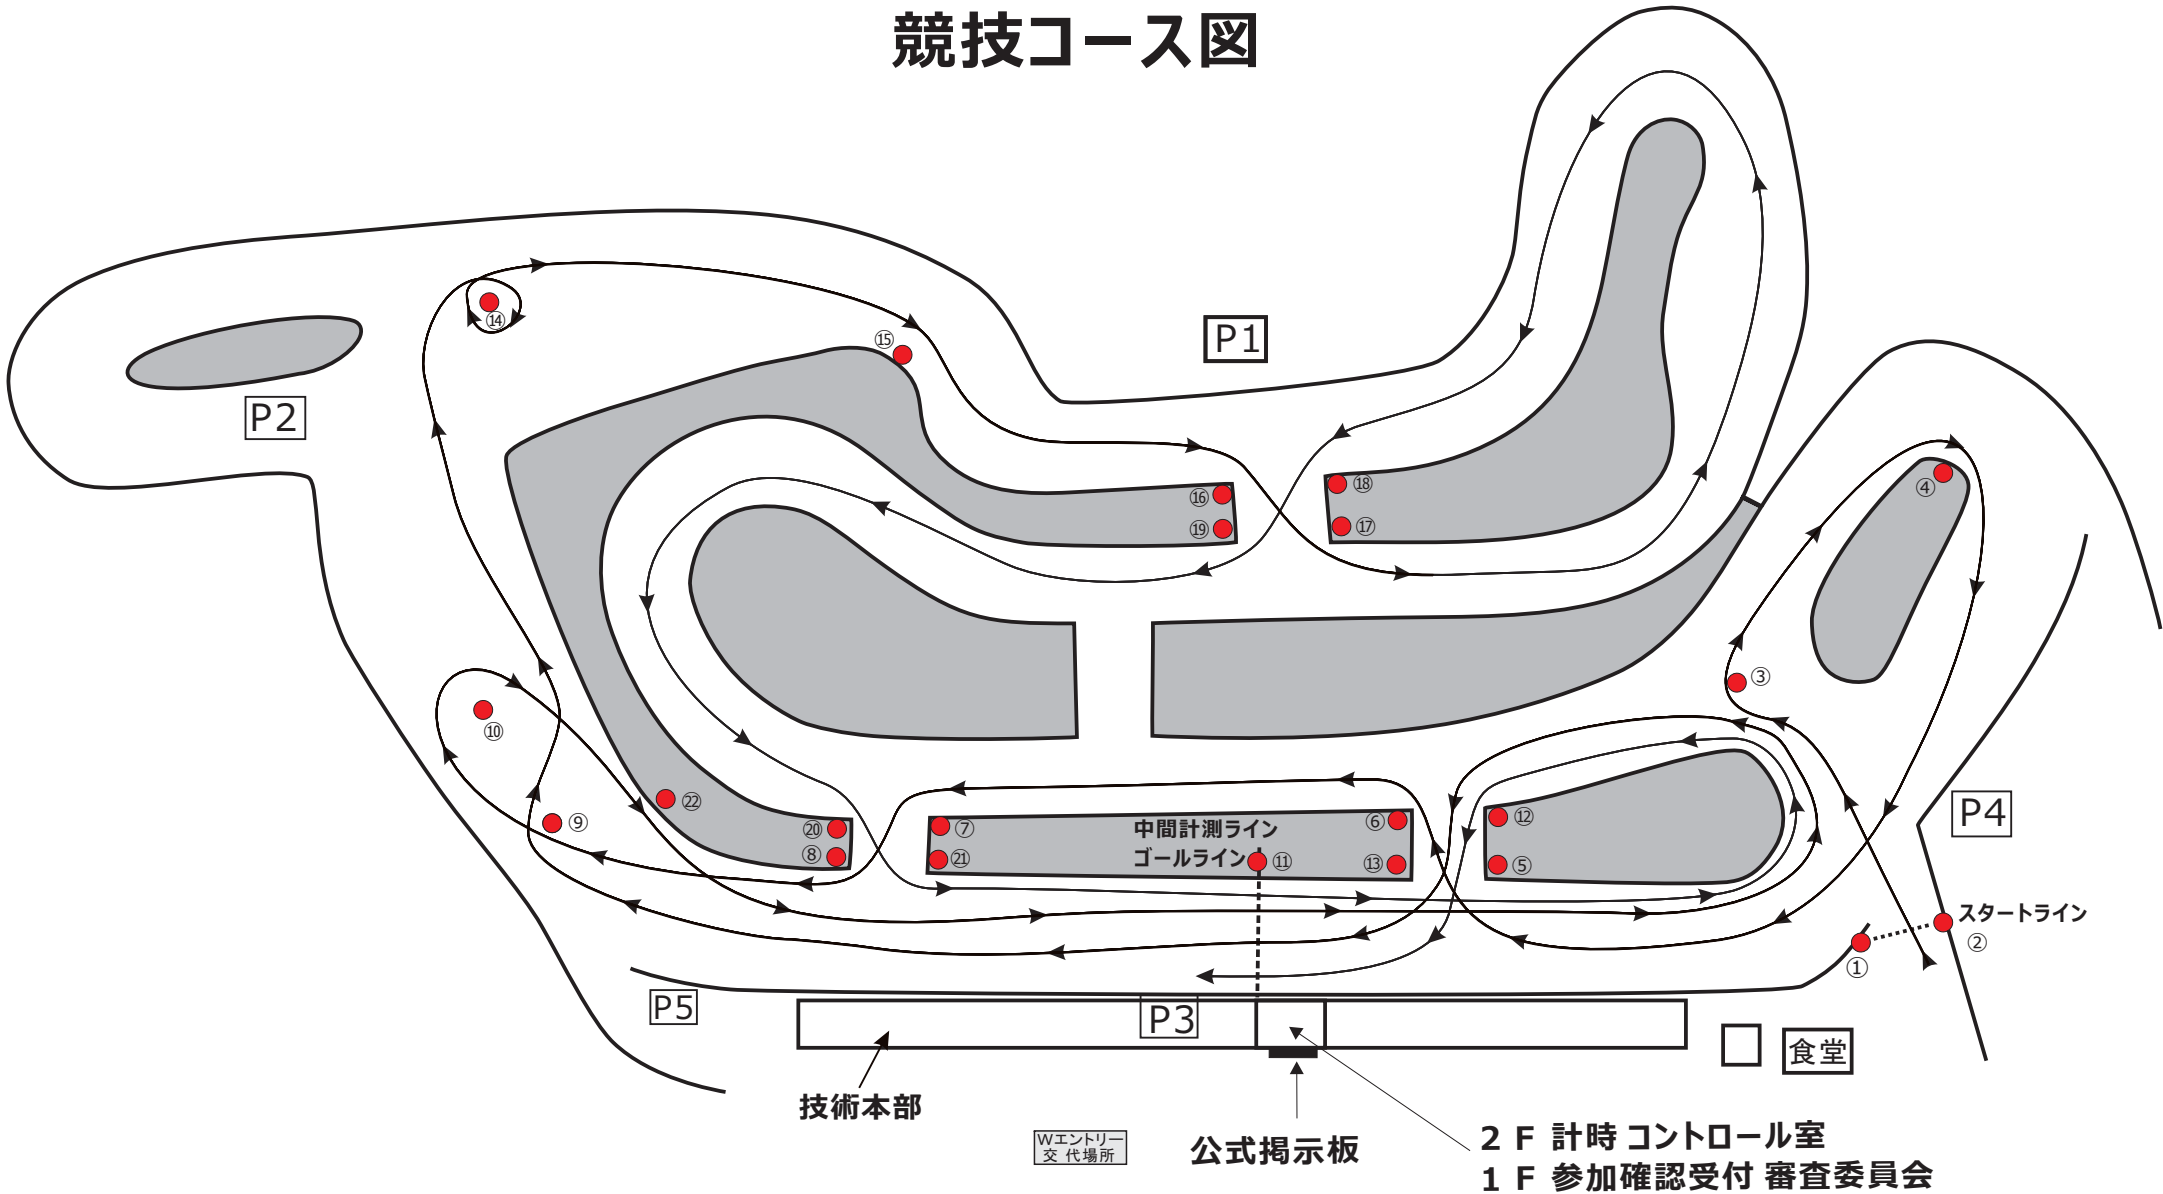 競技コース図
P1
P2
⑭
⑮
⑯
⑲
⑱
⑰
④
③
⑩
⑨
㉒
⑳
⑧
⑦
㉑
中間計測ライン
ゴールライン
⑪
⑥
⑬
⑫
⑤
P4
スタートライン
②
①
P5
P3
食堂
技術本部
Wエントリー
交 代場所
公式掲示板
2 F 計時 コントロール室
1 F 参加確認受付 審査委員会